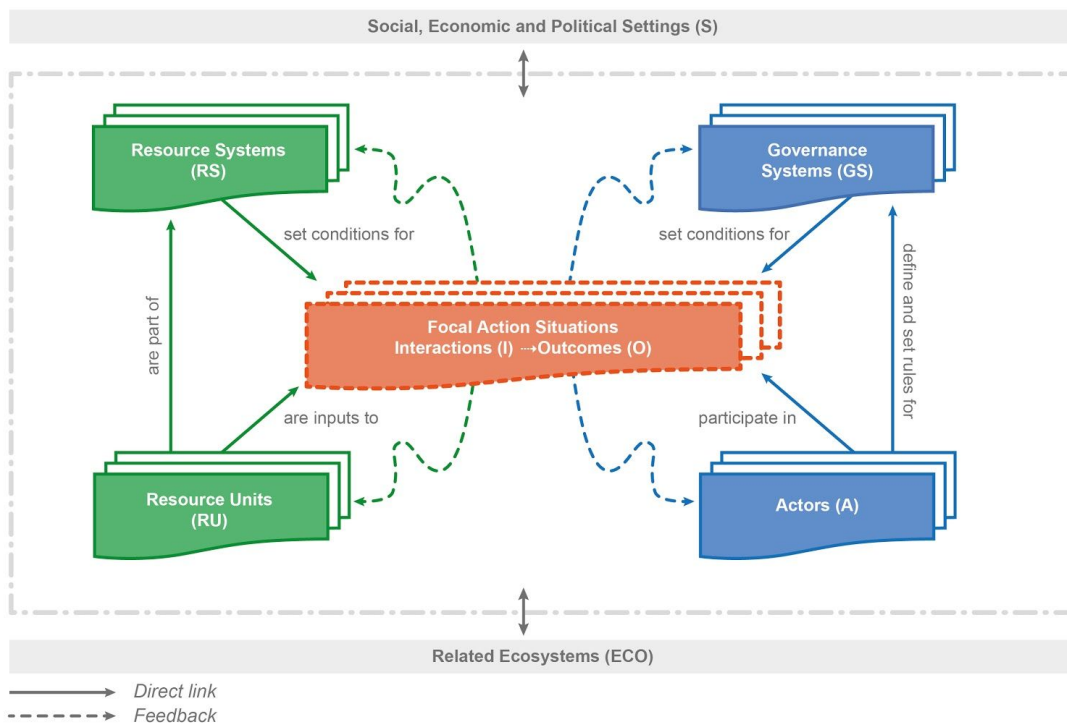 Social, Economic and Political Settings (S)
Resource Systems
(RS)
Governance
Systems (GS)
set conditions for
set conditions for
are part of
define and set rules for
Focal Action Situations
Interactions (I) →Outcomes (O)
are inputs to
participate in
Resource Units
(RU)
Actors (A)
Related Ecosystems (ECO)
Direct link
Feedback